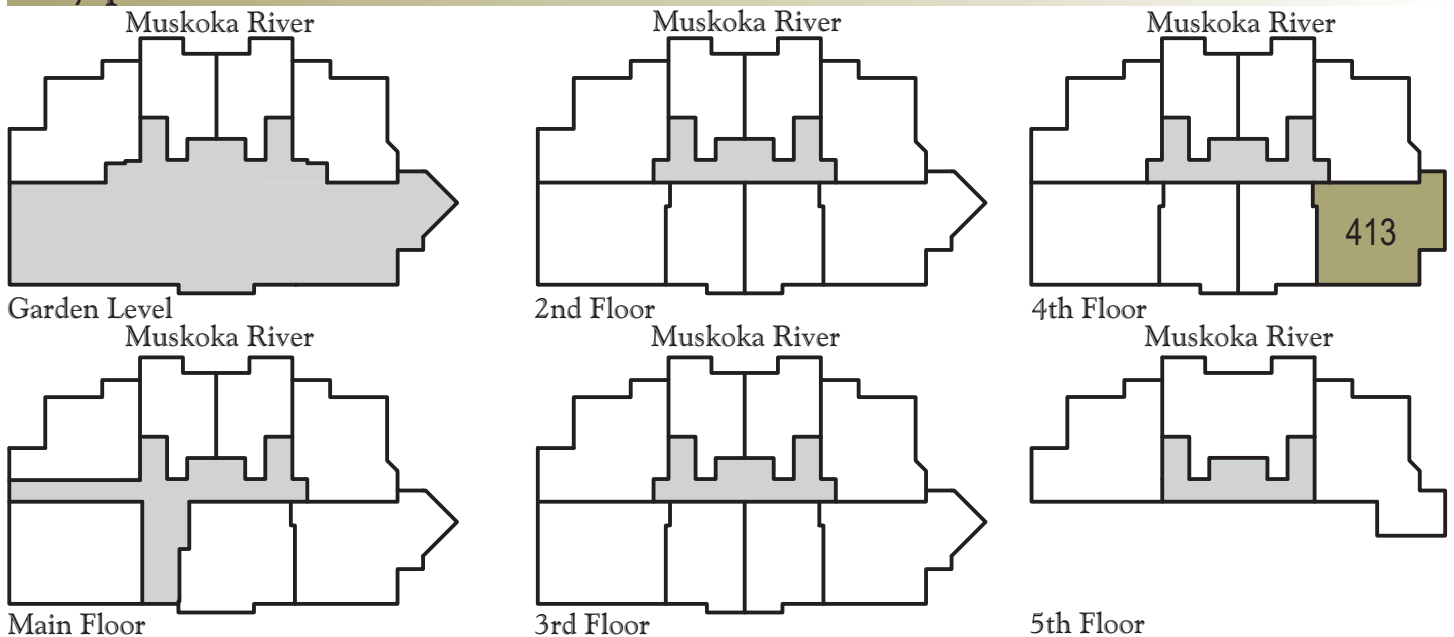 Muskoka River
Muskoka River
Muskoka River
413
Garden Level
2nd Floor
4th Floor
Muskoka River
Muskoka River
Muskoka River
Main Floor
3rd Floor
5th Floor